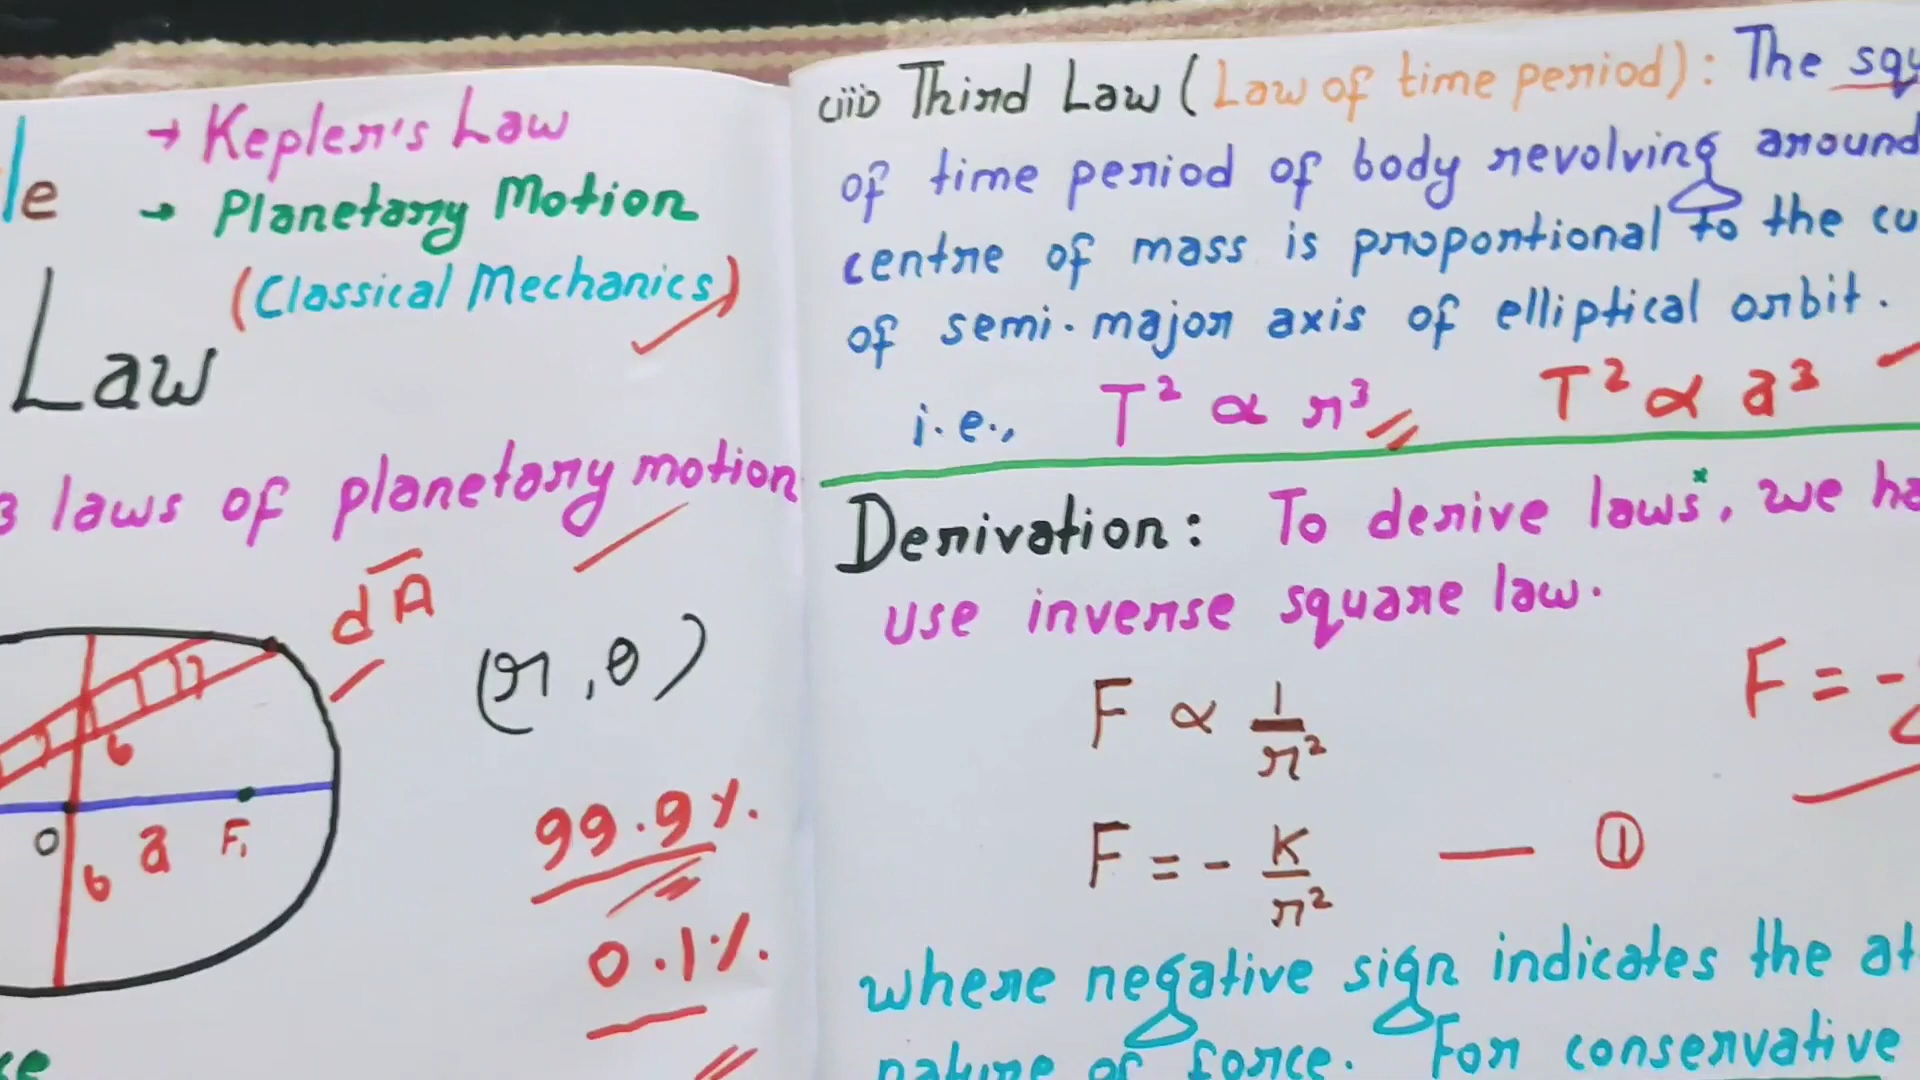 → Kepler's Law
le → Planetary Motion
(Classical Mechanics)
Law
3 laws of planetary motion
dA
(r, θ)
b
O a F₁
b
99.9%.
0.1%.
(iii) Third Law (Law of time period): The squ
of time period of body revolving around
centre of mass is proportional to the cu
of semi-major axis of elliptical orbit.
i.e., T² ∝ r³ T² ∝ a³
Derivation: To derive laws, we ha
use inverse square law.
F ∝ 1/r²
F = -
F = - K/r² — ①
where negative sign indicates the at
nature of force. For conservative